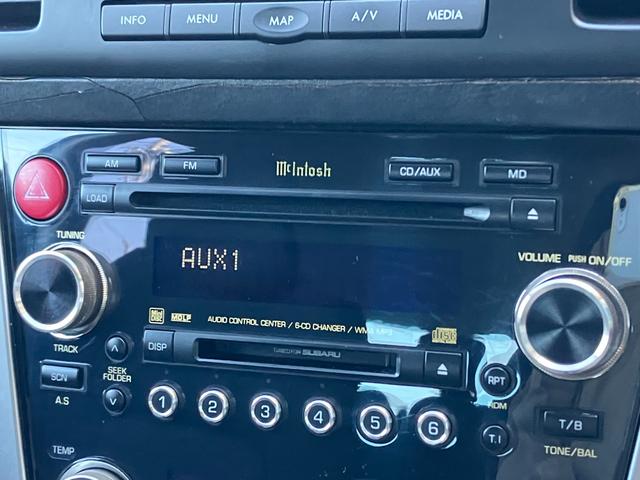 INFO MENU MAP A/V MEDIA
AM FM McIntosh CD/AUX MD
LOAD
TUNING
AUX1
VOLUME PUSH ON/OFF
MDLP AUDIO CONTROL CENTER / 6-CD CHANGER / WMA MP3
TRACK
DISP
TUNED FOR SUBARU
SCN SEEK FOLDER RPT
RDM
A.S
1 2 3 4 5 6 T.I T/B
TEMP
TONE/BAL